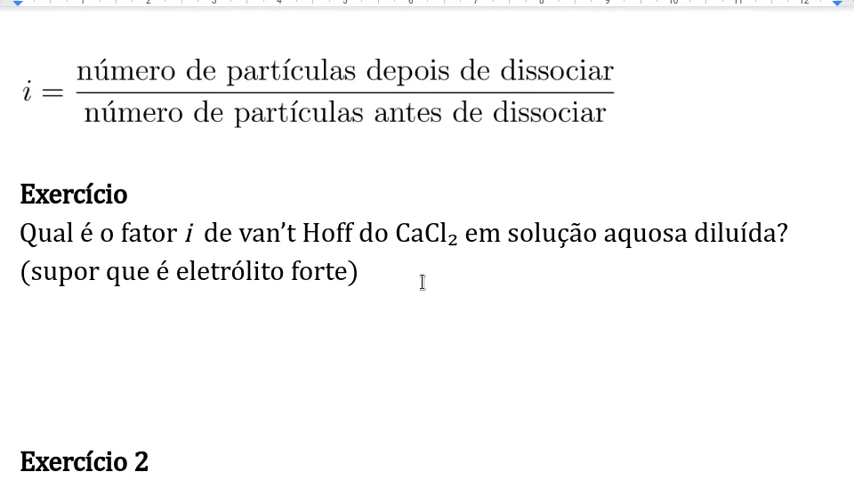 i = número de partículas depois de dissociar / número de partículas antes de dissociar
Exercício
Qual é o fator i de van’t Hoff do CaCl₂ em solução aquosa diluída?
(supor que é eletrólito forte)
Exercício 2